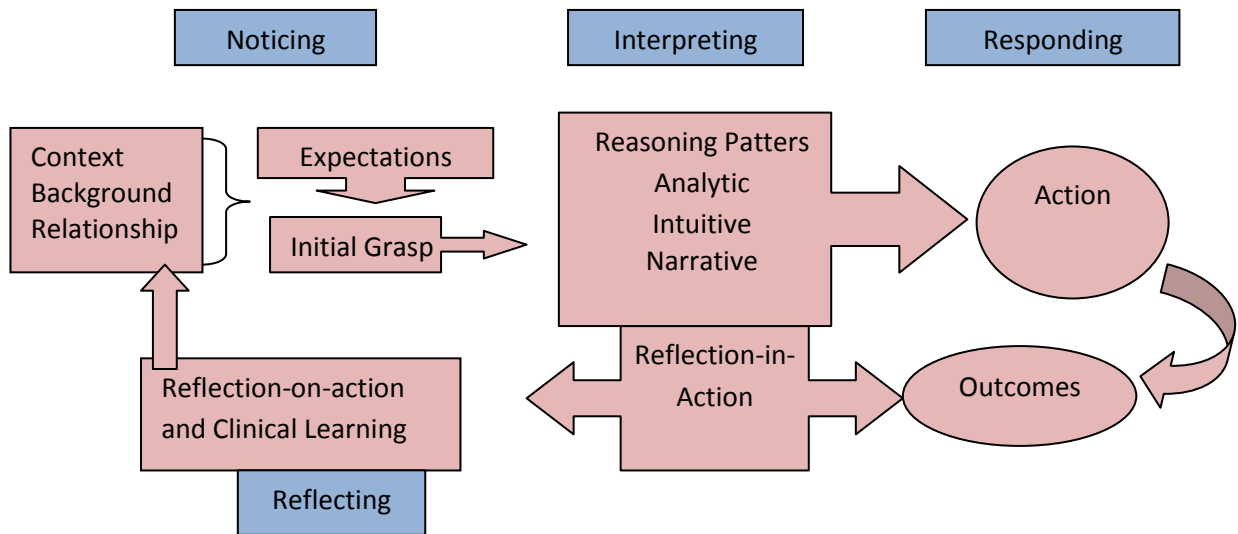 Noticing
Interpreting
Responding
Context
Background
Relationship
Expectations
Initial Grasp
Reasoning Patters
Analytic
Intuitive
Narrative
Action
Reflection-on-action
and Clinical Learning
Reflection-in-
Action
Outcomes
Reflecting